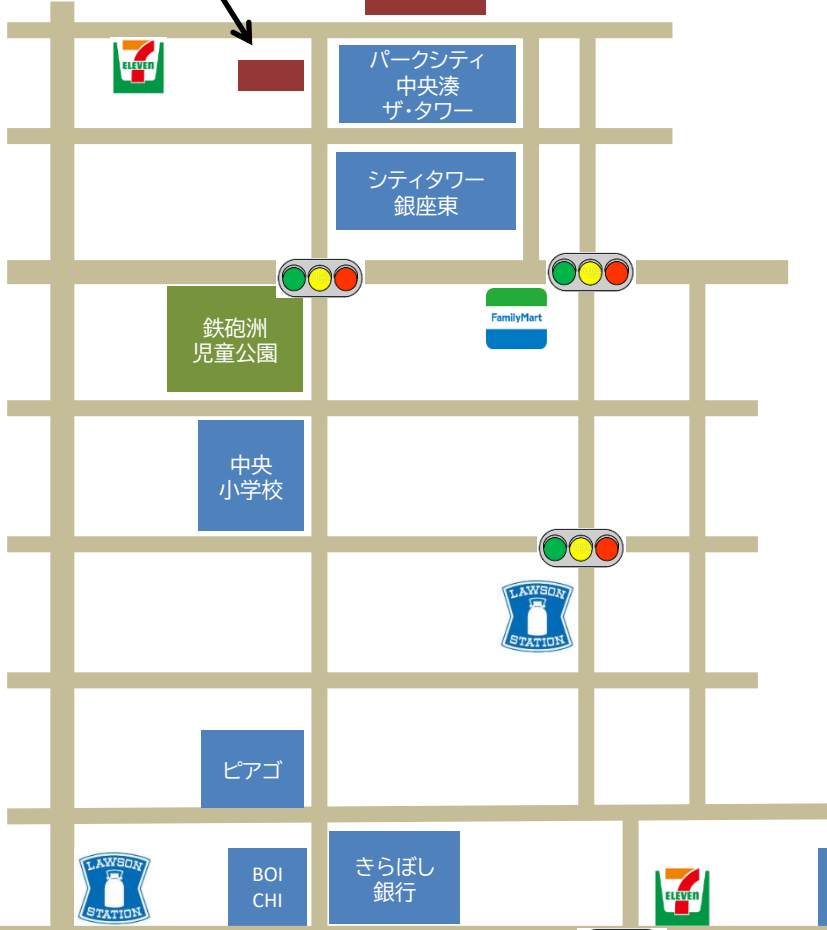 ELEVEN
パークシティ
中央湊
ザ・タワー
シティタワー
銀座東
FamilyMart
鉄砲洲
児童公園
中央
小学校
LAWSON
STATION
ピアゴ
LAWSON
STATION
BOI
CHI
きらぼし
銀行
ELEVEN